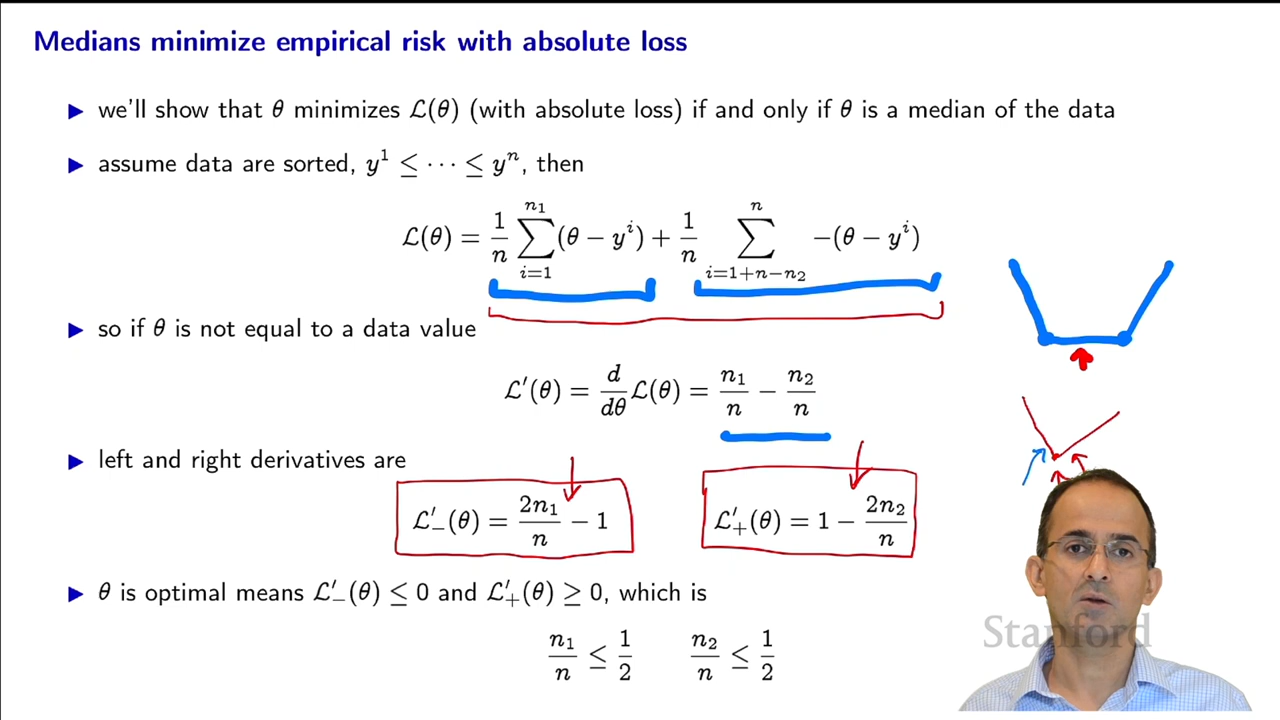 Medians minimize empirical risk with absolute loss
▶ we'll show that θ minimizes ℒ(θ) (with absolute loss) if and only if θ is a median of the data
▶ assume data are sorted, y¹ ≤ ⋯ ≤ yⁿ, then
ℒ(θ) = 1/n ∑_{i=1}^{n₁} (θ − yⁱ) + 1/n ∑_{i=1+n−n₂}^{n} −(θ − yⁱ)
▶ so if θ is not equal to a data value
ℒ′(θ) = d/dθ ℒ(θ) = n₁/n − n₂/n
▶ left and right derivatives are
ℒ′₋(θ) = 2n₁/n − 1    ℒ′₊(θ) = 1 − 2n₂/n
▶ θ is optimal means ℒ′₋(θ) ≤ 0 and ℒ′₊(θ) ≥ 0, which is
n₁/n ≤ 1/2    n₂/n ≤ 1/2
Stanford